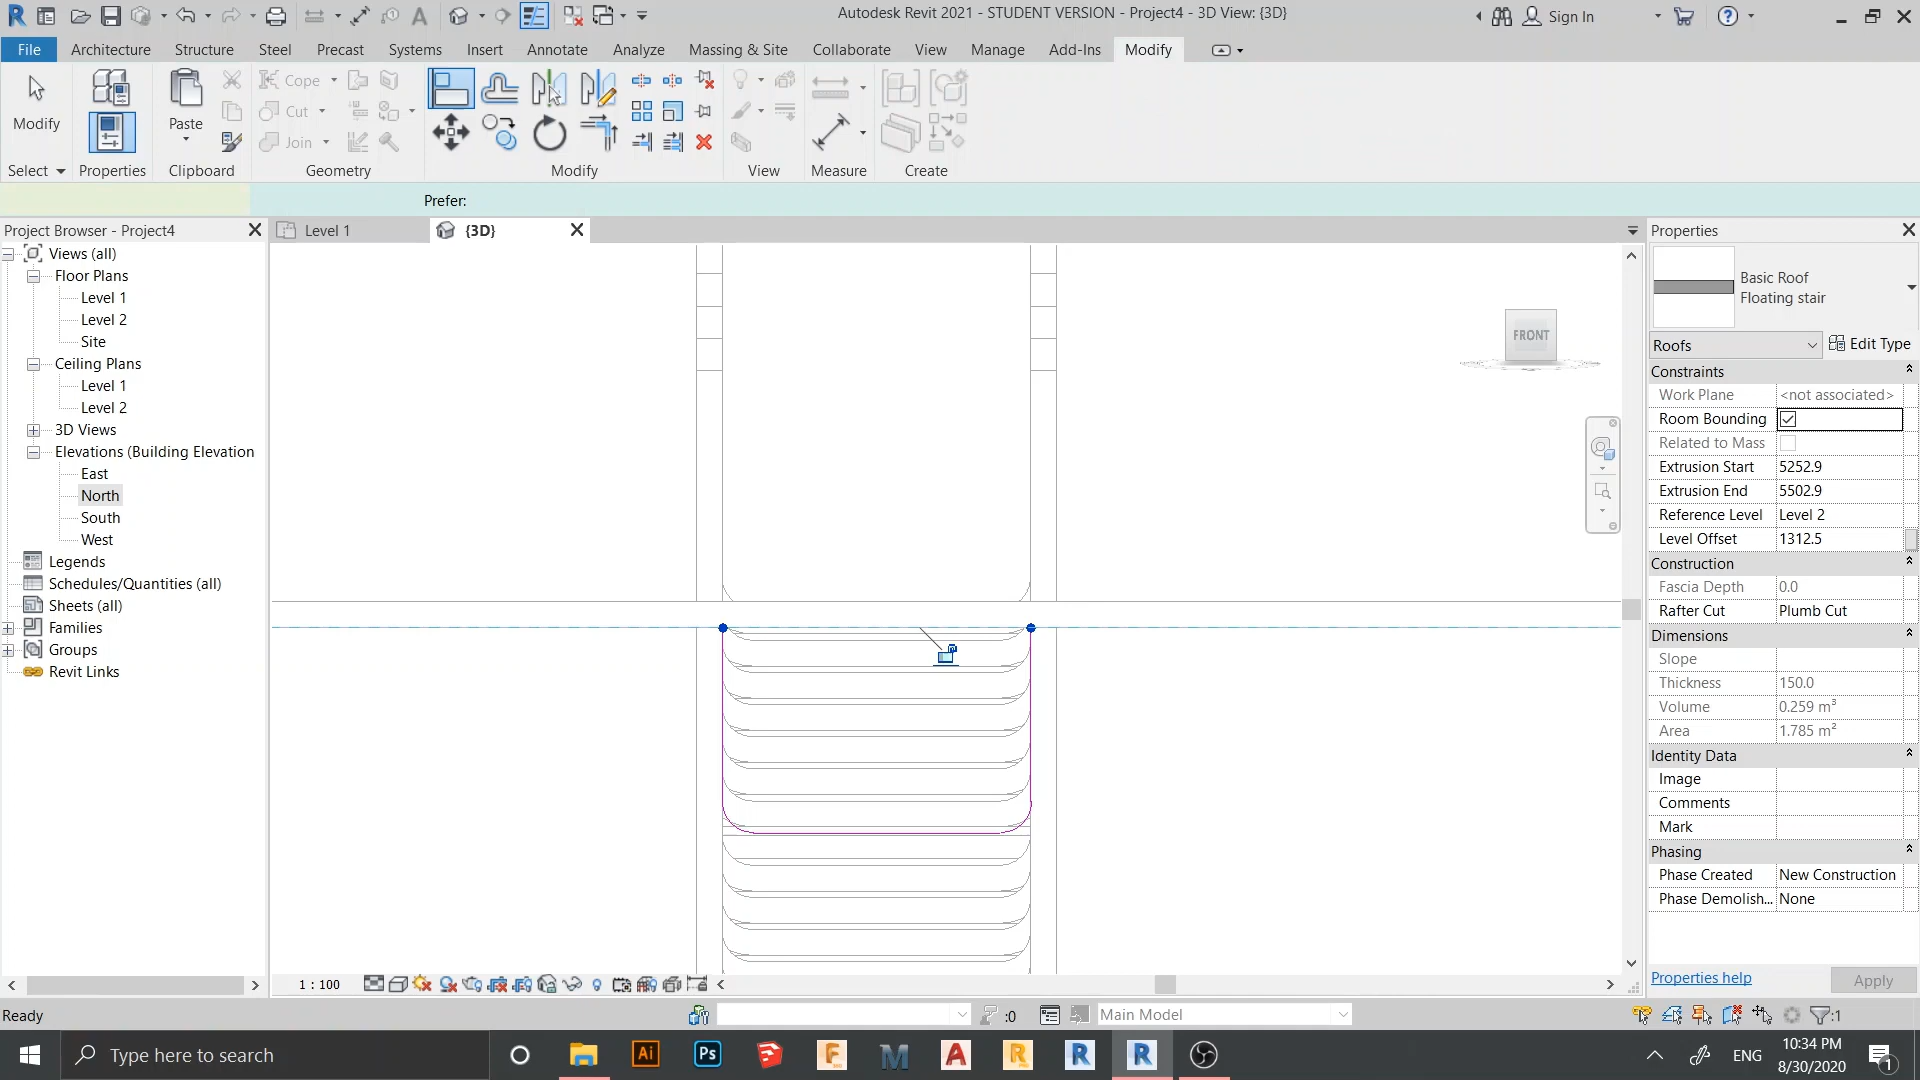 Autodesk Revit 2021 - STUDENT VERSION - Project4 - 3D View: {3D}
Sign In
File Architecture Structure Steel Precast Systems Insert Annotate Analyze Massing & Site Collaborate View Manage Add-Ins Modify
Modify
Paste
Cope
Cut
Join
Select Properties Clipboard Geometry Modify View Measure Create
Prefer:
Project Browser - Project4
Views (all)
Floor Plans
Level 1
Level 2
Site
Ceiling Plans
Level 1
Level 2
3D Views
Elevations (Building Elevation
East
North
South
West
Legends
Schedules/Quantities (all)
Sheets (all)
Families
Groups
Revit Links
Level 1
{3D}
FRONT
Properties
Basic Roof
Floating stair
Roofs
Edit Type
Constraints
Work Plane <not associated>
Room Bounding
Related to Mass
Extrusion Start 5252.9
Extrusion End 5502.9
Reference Level Level 2
Level Offset 1312.5
Construction
Fascia Depth 0.0
Rafter Cut Plumb Cut
Dimensions
Slope
Thickness 150.0
Volume 0.259 m³
Area 1.785 m²
Identity Data
Image
Comments
Mark
Phasing
Phase Created New Construction
Phase Demolish... None
Properties help
Apply
1 : 100
Ready
:0
Main Model
:1
Type here to search
Ai
Ps
ENG
10:34 PM
8/30/2020
1